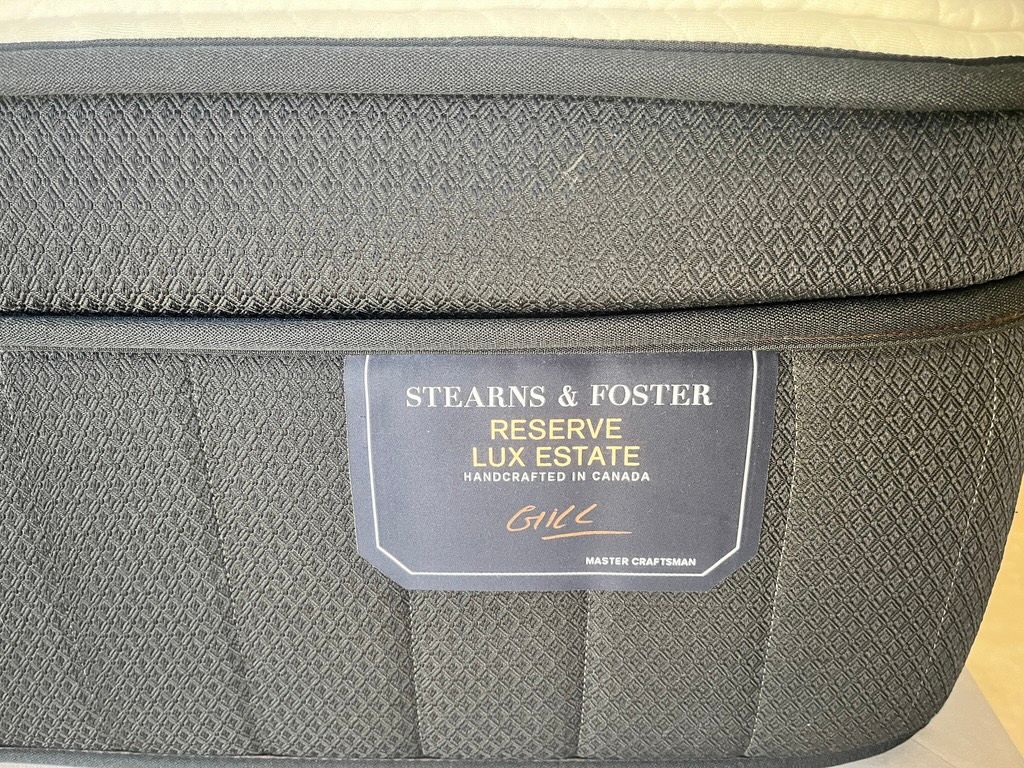 STEARNS & FOSTER
RESERVE
LUX ESTATE
HANDCRAFTED IN CANADA
GILL
MASTER CRAFTSMAN